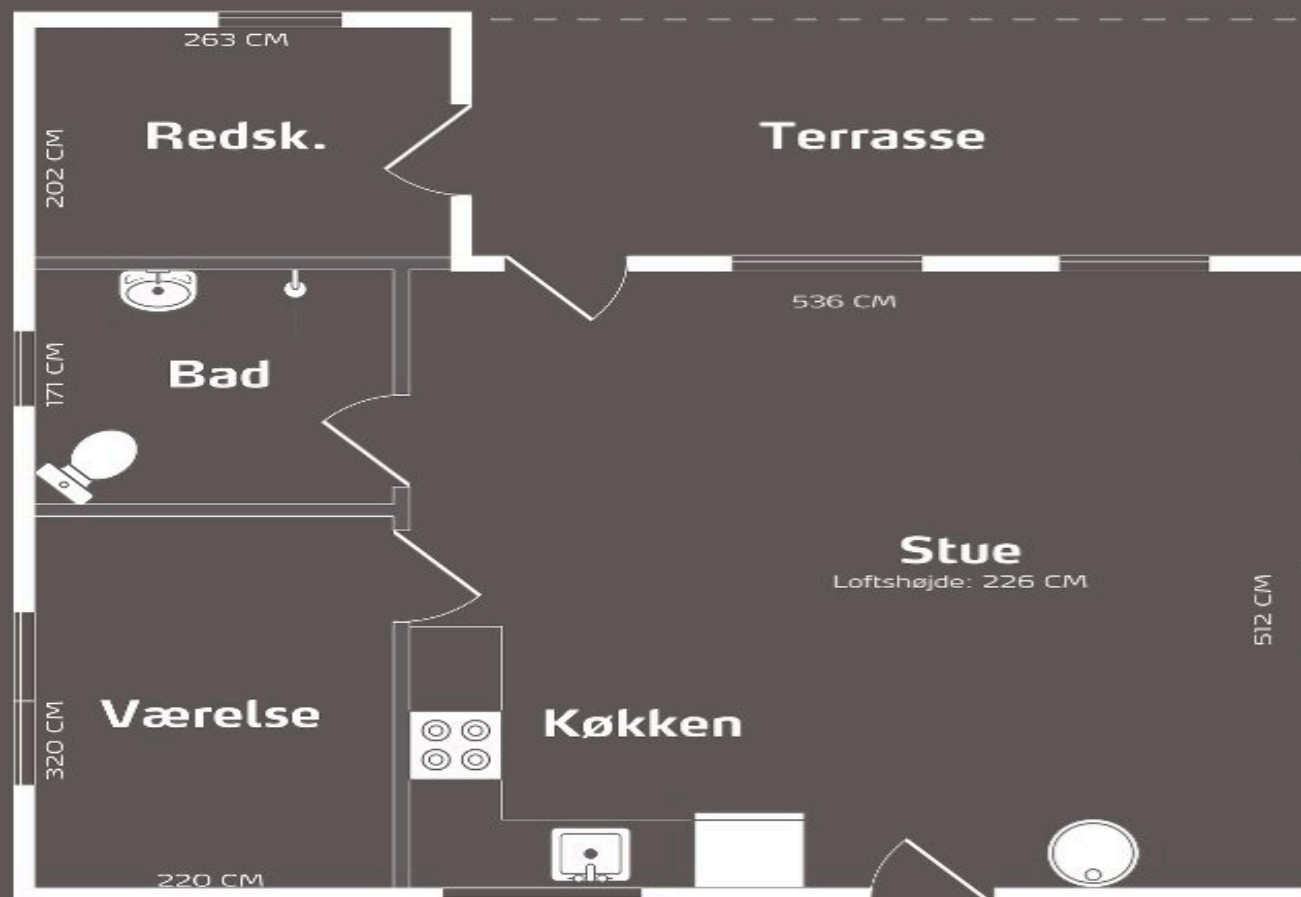 263 CM
Redsk.
202 CM
Terrasse
536 CM
Bad
171 CM
Stue
Loftshøjde: 226 CM
512 CM
Værelse
320 CM
Køkken
220 CM